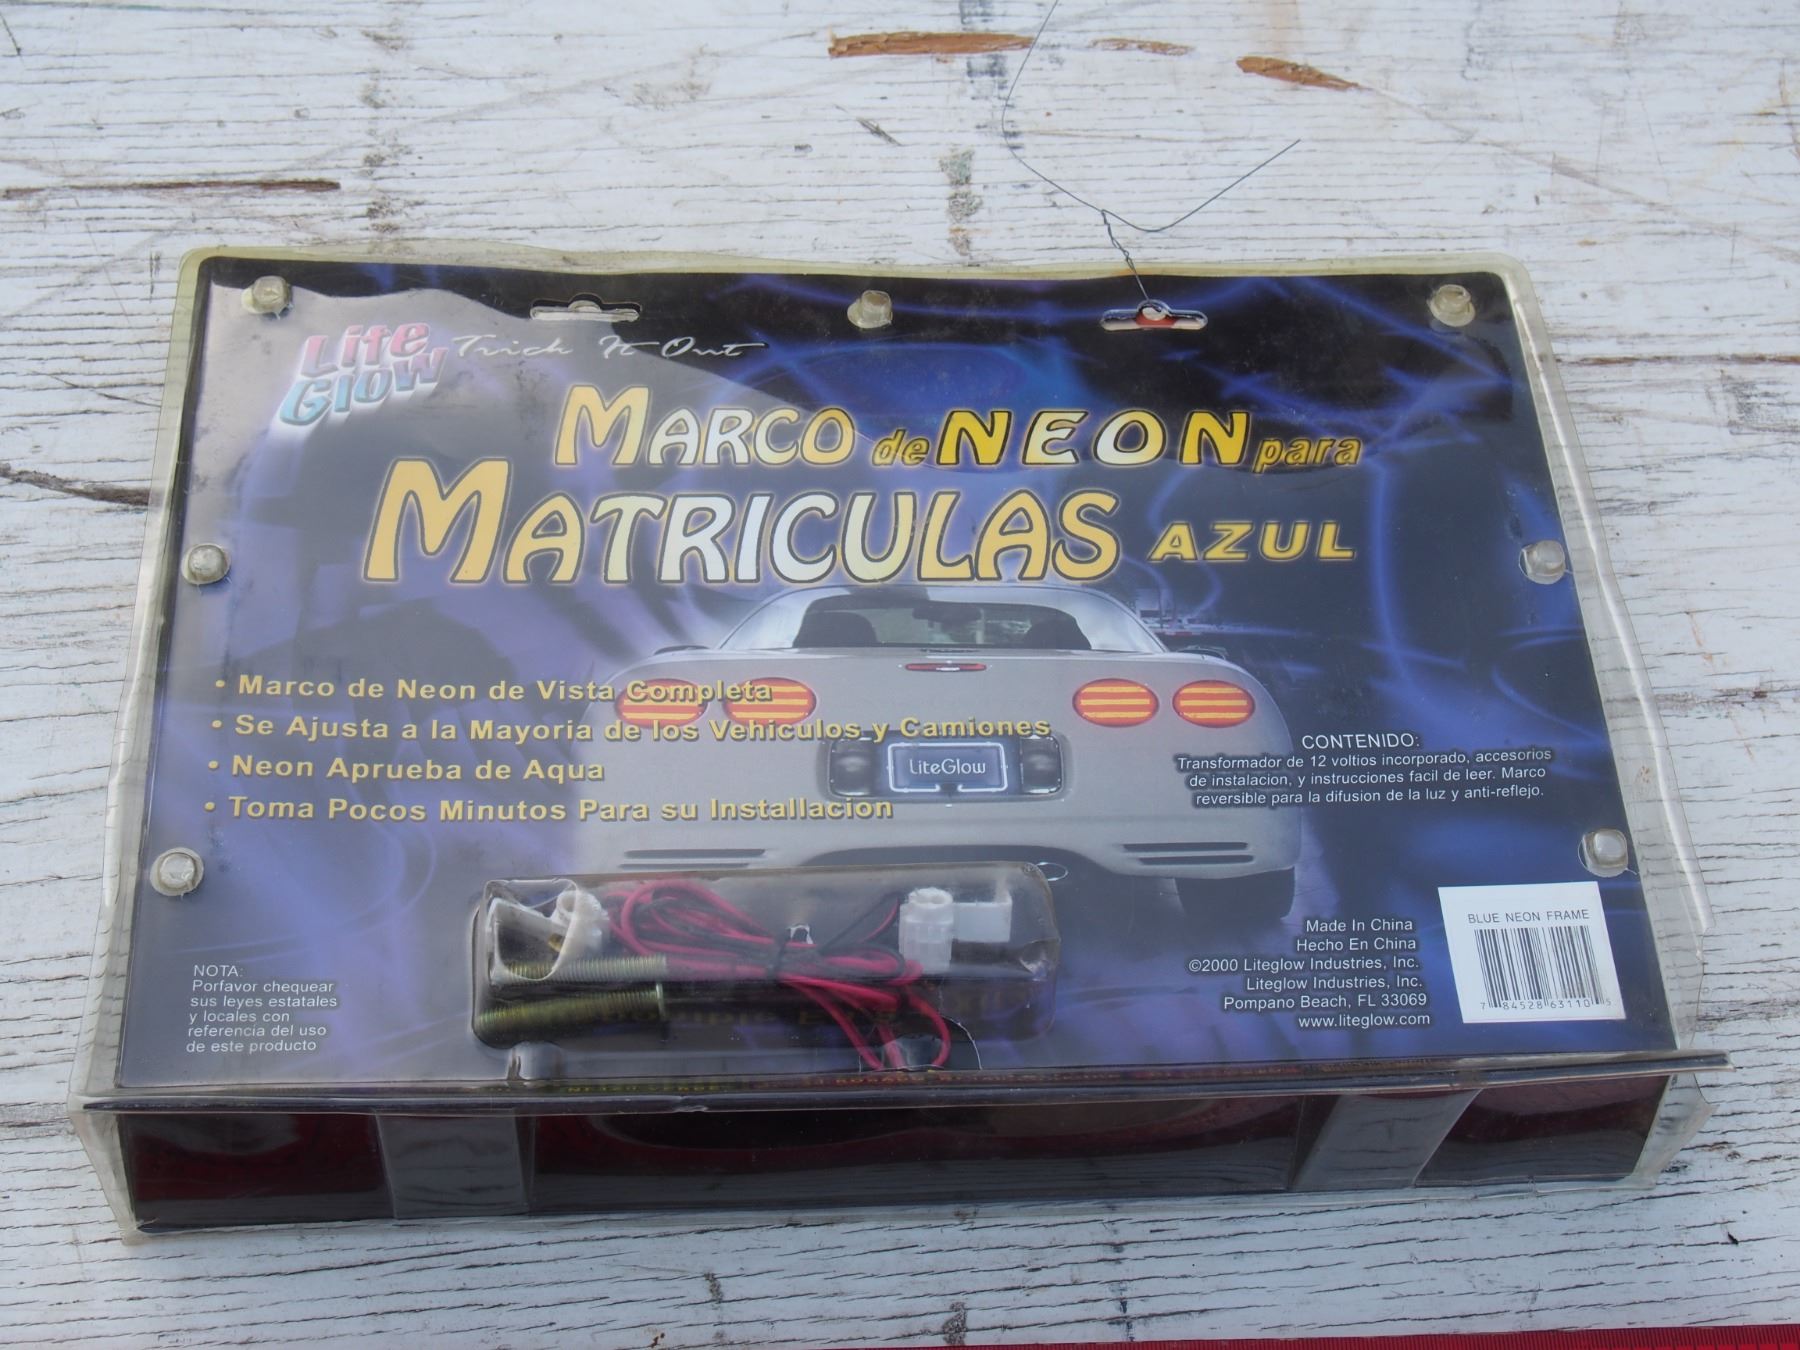 Lite Glow Trick It Out
MARCO de NEON para
MATRICULAS AZUL
• Marco de Neon de Vista Completa
• Se Ajusta a la Mayoria de los Vehiculos y Camiones
• Neon Aprueba de Aqua
• Toma Pocos Minutos Para su Installacion
LiteGlow
CONTENIDO:
Transformador de 12 voltios incorporado, accesorios
de instalacion, y instrucciones facil de leer. Marco
reversible para la difusion de la luz y anti-reflejo.
NOTA:
Porfavor chequear
sus leyes estatales
y locales con
referencia del uso
de este producto
Made In China
Hecho En China
©2000 Liteglow Industries, Inc.
Liteglow Industries, Inc.
Pompano Beach, FL 33069
www.liteglow.com
BLUE NEON FRAME
7 84528 63110 5